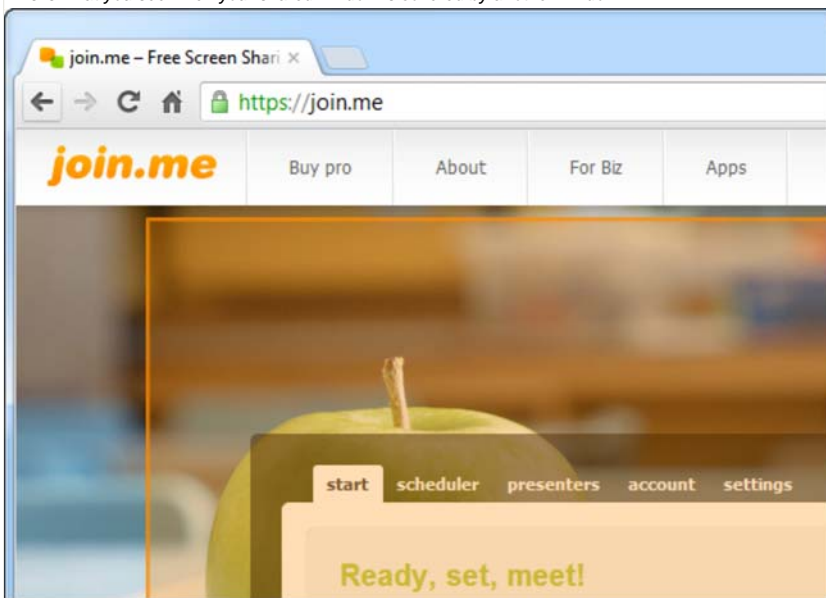 join.me – Free Screen Shari
https://join.me
join.me Buy pro About For Biz Apps
start scheduler presenters account settings
Ready, set, meet!